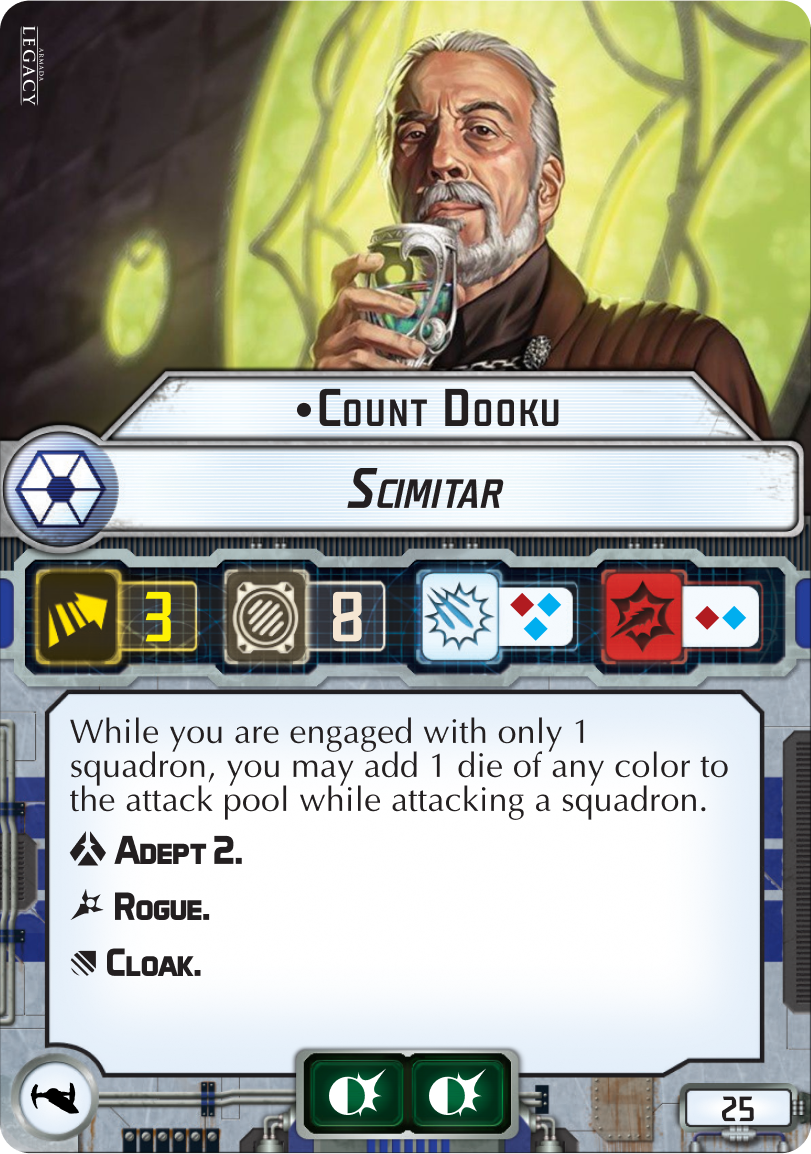 ARMADA
LEGACY
•Count Dooku
Scimitar
3
8
While you are engaged with only 1
squadron, you may add 1 die of any color to
the attack pool while attacking a squadron.
Adept 2.
Rogue.
Cloak.
25